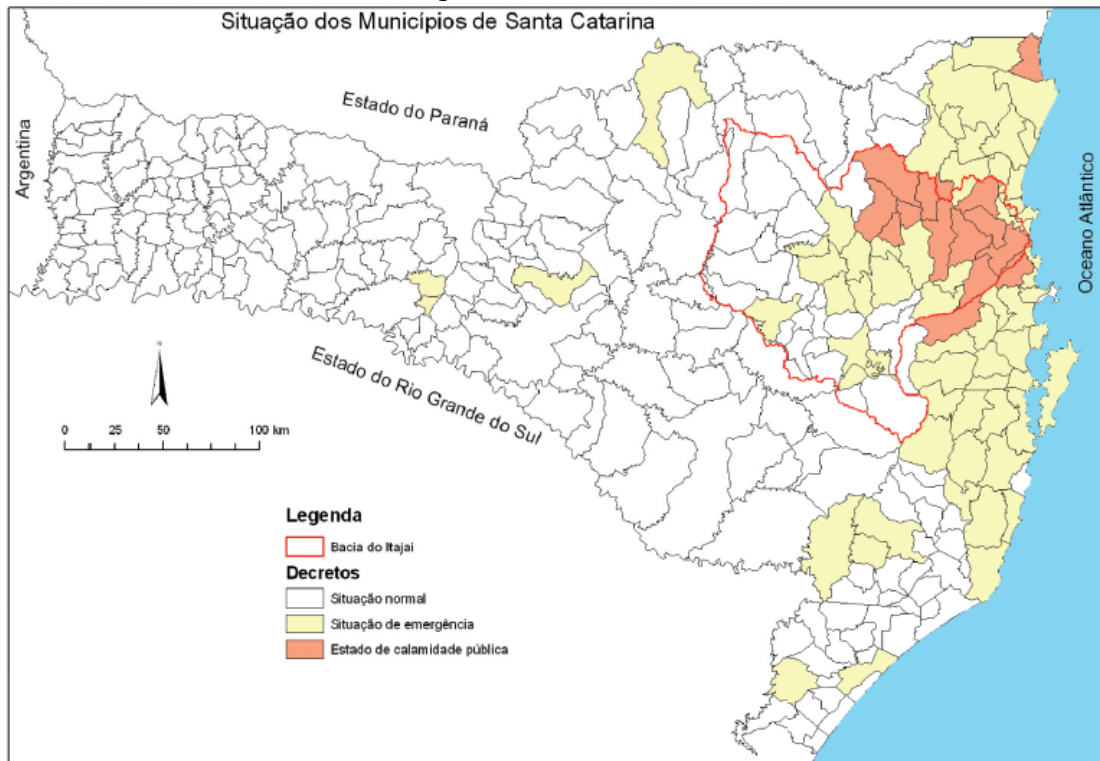 Situação dos Municípios de Santa Catarina
Estado do Paraná
Argentina
Oceano Atlântico
Estado do Rio Grande do Sul
N
0 25 50 100 km
Legenda
Bacia do Itajai
Decretos
Situação normal
Situação de emergência
Estado de calamidade pública